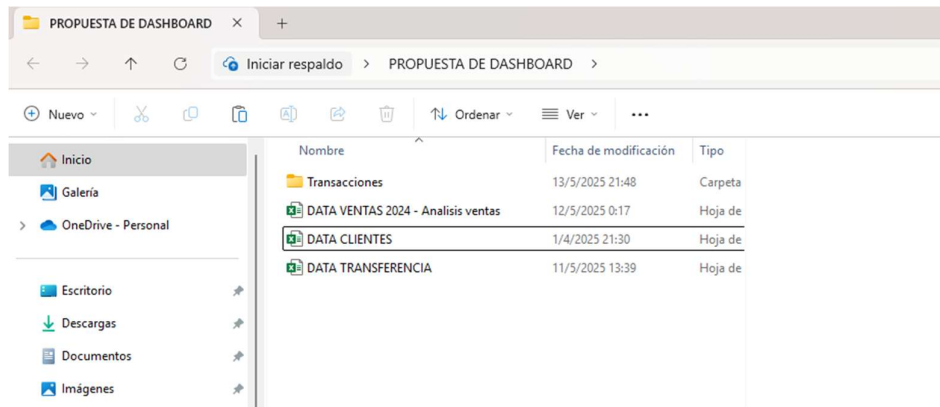 PROPUESTA DE DASHBOARD
Iniciar respaldo > PROPUESTA DE DASHBOARD >
Nuevo
Ordenar
Ver
Inicio
Galería
OneDrive - Personal
Escritorio
Descargas
Documentos
Imágenes
Nombre Fecha de modificación Tipo
Transacciones 13/5/2025 21:48 Carpeta
DATA VENTAS 2024 - Analisis ventas 12/5/2025 0:17 Hoja de
DATA CLIENTES 1/4/2025 21:30 Hoja de
DATA TRANSFERENCIA 11/5/2025 13:39 Hoja de